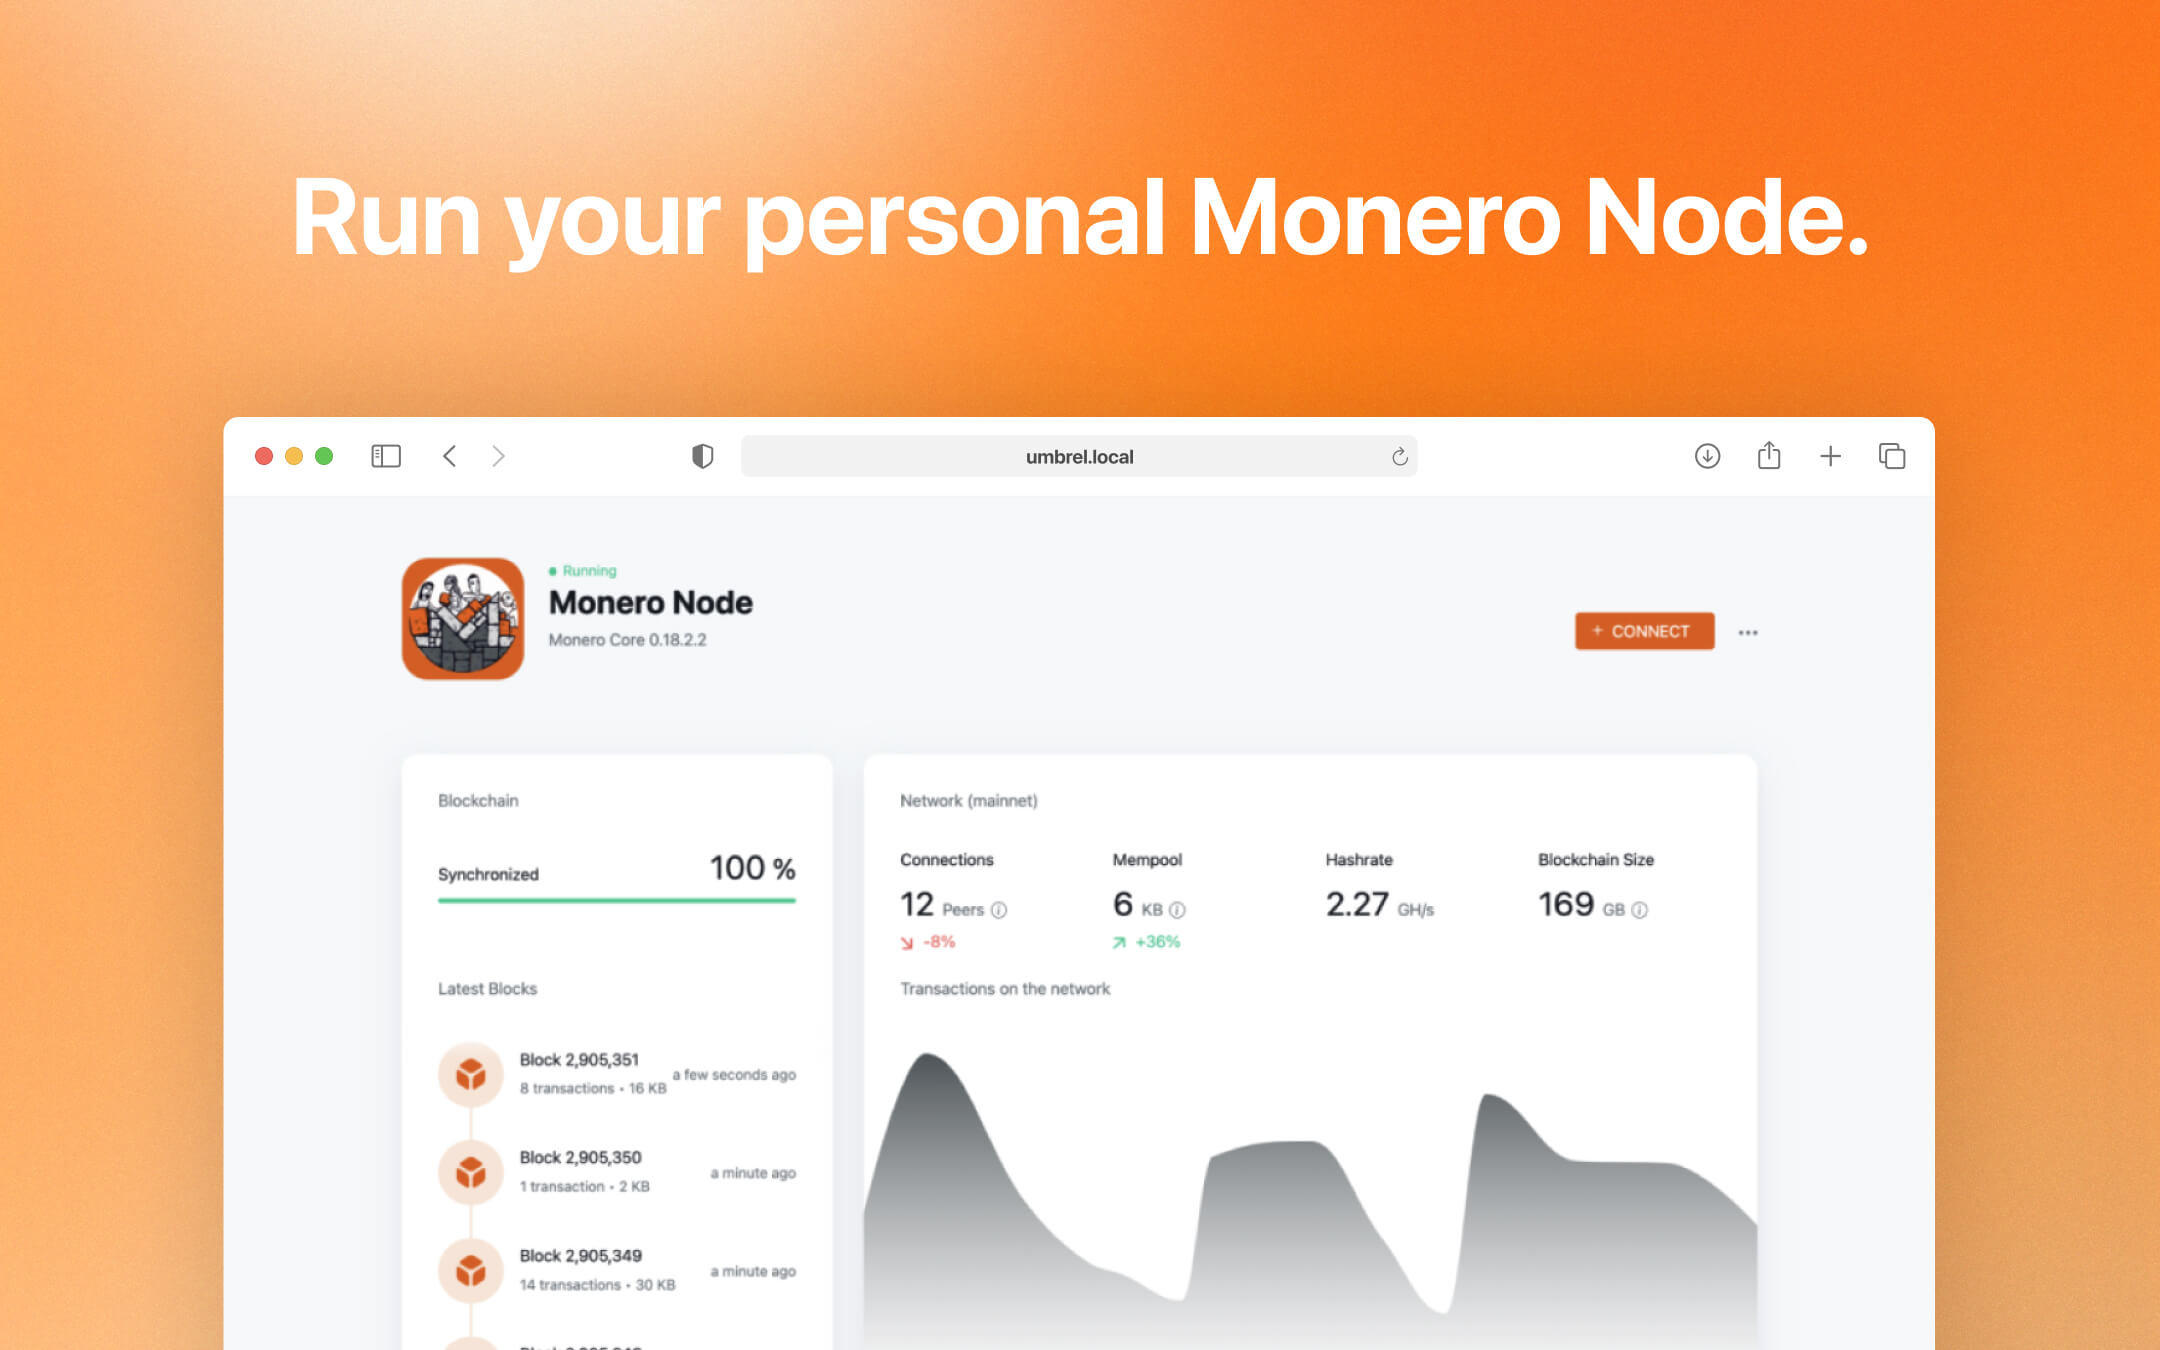 Run your personal Monero Node.
umbrel.local
Running
Monero Node
Monero Core 0.18.2.2
+ CONNECT
Blockchain
Synchronized 100 %
Latest Blocks
Block 2,905,351
8 transactions • 16 KB
a few seconds ago
Block 2,905,350
1 transaction • 2 KB
a minute ago
Block 2,905,349
14 transactions • 30 KB
a minute ago
Network (mainnet)
Connections
12 Peers
-8%
Mempool
6 KB
+36%
Hashrate
2.27 GH/s
Blockchain Size
169 GB
Transactions on the network